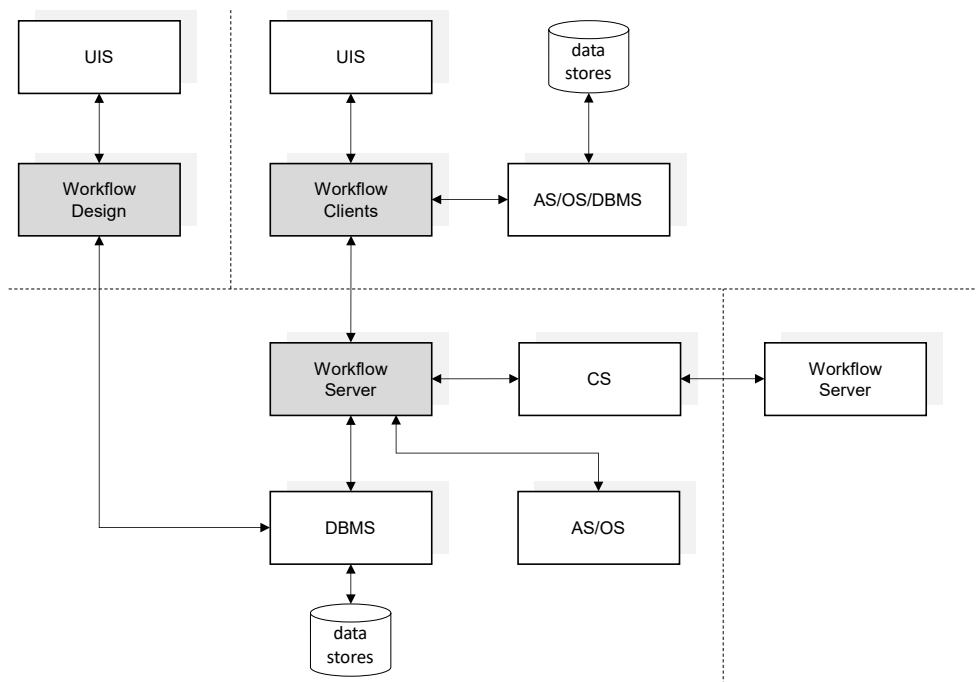 UIS
UIS
data
stores
Workflow
Design
Workflow
Clients
AS/OS/DBMS
Workflow
Server
CS
Workflow
Server
DBMS
AS/OS
data
stores